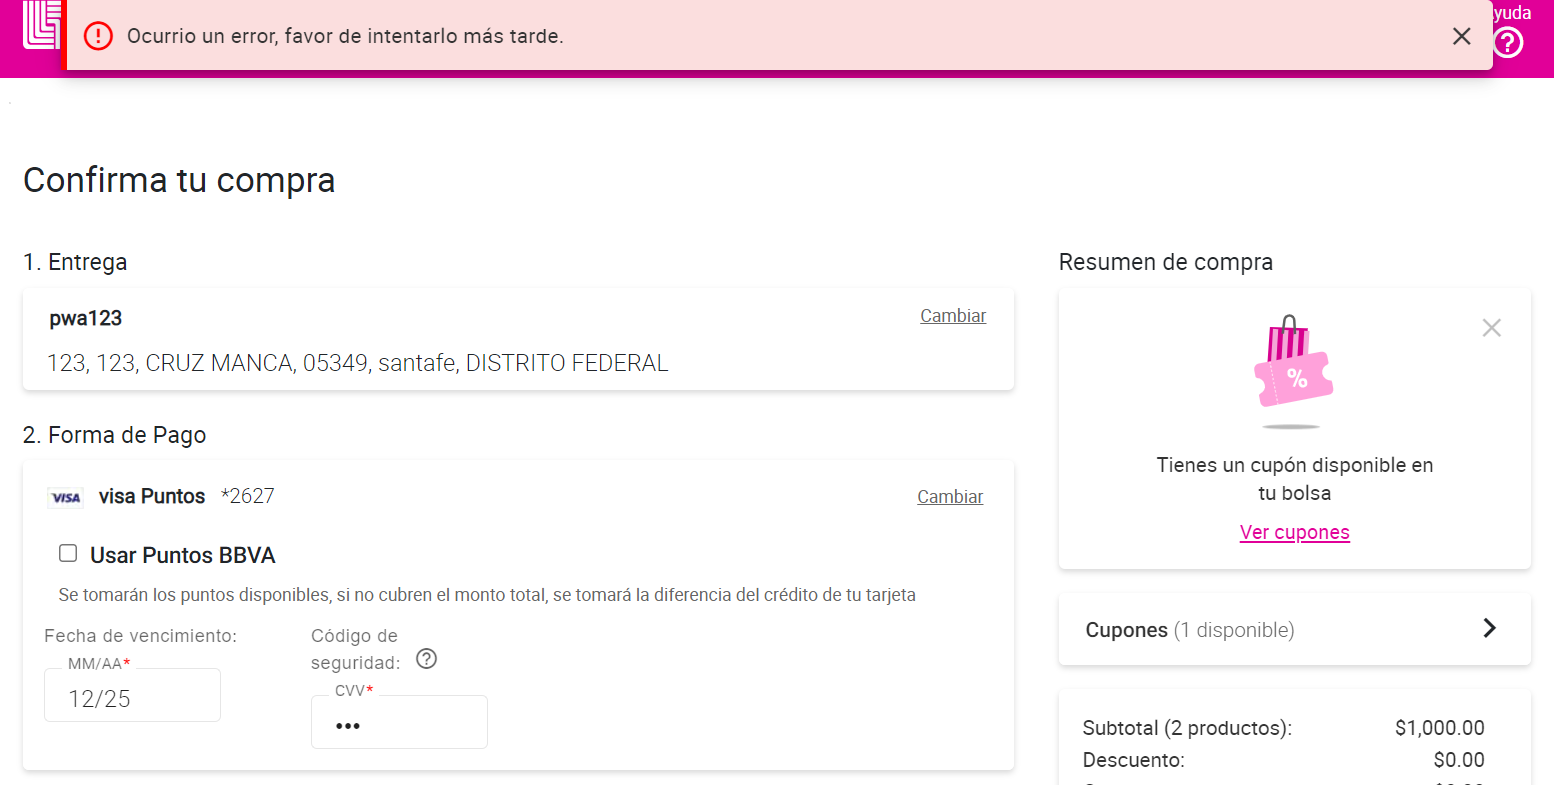 Ocurrio un error, favor de intentarlo más tarde.
yuda
Confirma tu compra
1. Entrega
pwa123
Cambiar
123, 123, CRUZ MANCA, 05349, santafe, DISTRITO FEDERAL
2. Forma de Pago
VISA visa Puntos *2627
Cambiar
Usar Puntos BBVA
Se tomarán los puntos disponibles, si no cubren el monto total, se tomará la diferencia del crédito de tu tarjeta
Fecha de vencimiento:
MM/AA*
12/25
Código de
seguridad:
CVV*
•••
Resumen de compra
%
Tienes un cupón disponible en
tu bolsa
Ver cupones
Cupones (1 disponible)
Subtotal (2 productos): $1,000.00
Descuento: $0.00